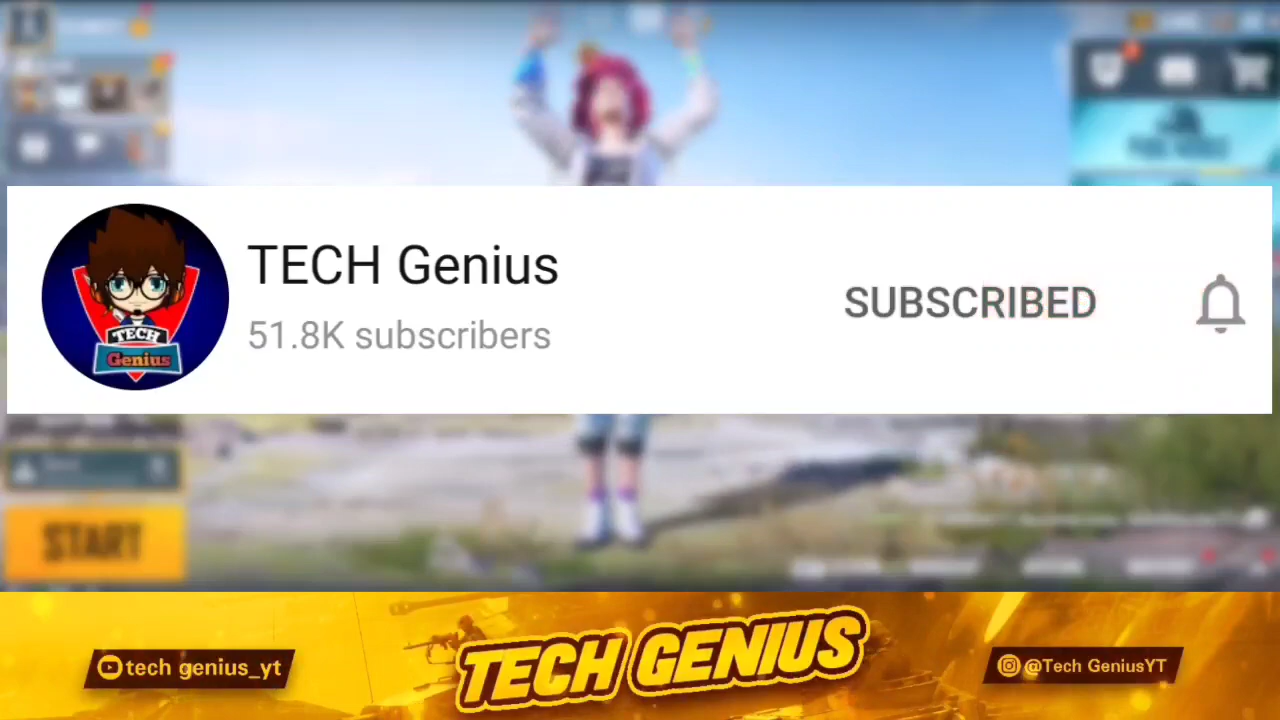 TECH Genius
51.8K subscribers
SUBSCRIBED
TECH
Genius
START
tech genius_yt
TECH GENIUS
@Tech GeniusYT